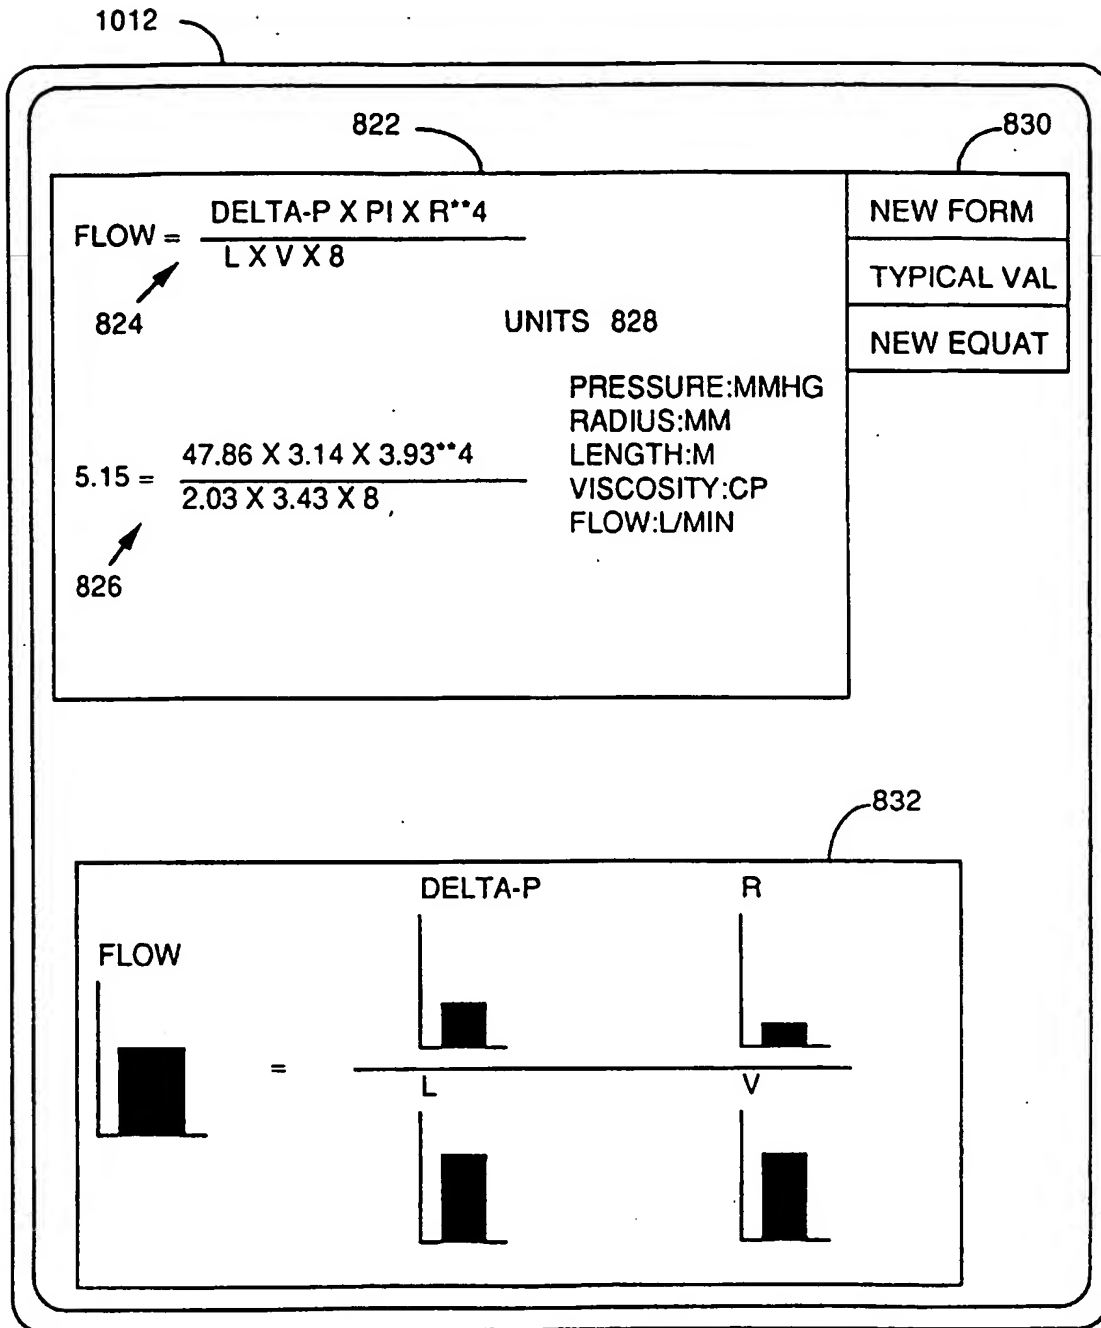 1012
822
830
FLOW = DELTA-P X PI X R**4
L X V X 8
824
UNITS 828
NEW FORM
TYPICAL VAL
NEW EQUAT
PRESSURE:MMHG
RADIUS:MM
LENGTH:M
VISCOSITY:CP
FLOW:L/MIN
5.15 = 47.86 X 3.14 X 3.93**4
2.03 X 3.43 X 8
826
832
DELTA-P
R
FLOW
=
L
V